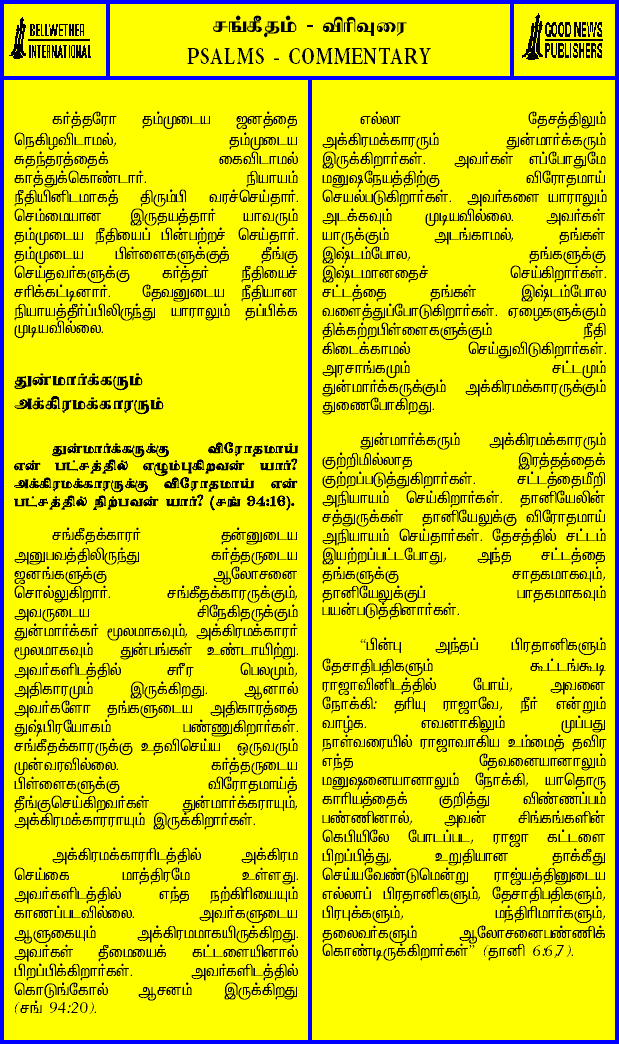 BELLWETHER
INTERNATIONAL
சங்கீதம் - விரிவுரை
PSALMS - COMMENTARY
GOOD NEWS
PUBLISHERS
கர்த்தரோ தம்முடைய ஜனத்தை
நெகிழவிடாமல், தம்முடைய
சுதந்தரத்தைக் கைவிடாமல்
காத்துக்கொண்டார். நியாயம்
நீதியினிடமாகத் திரும்பி வரச்செய்தார்.
செம்மையான இருதயத்தார் யாவரும்
தம்முடைய நீதியைப் பின்பற்றச் செய்தார்.
தம்முடைய பிள்ளைகளுக்குத் தீங்கு
செய்தவர்களுக்கு கர்த்தர் நீதியைச்
சரிக்கட்டினார். தேவனுடைய நீதியான
நியாயத்தீர்ப்பிலிருந்து யாராலும் தப்பிக்க
முடியவில்லை.
துன்மார்க்கரும்
அக்கிரமக்காரரும்
துன்மார்க்கருக்கு விரோதமாய்
என் பட்சத்தில் எழும்புகிறவன் யார்?
அக்கிரமக்காரருக்கு விரோதமாய் என்
பட்சத்தில் நிற்பவன் யார்? (சங் 94:16).
சங்கீதக்காரர் தன்னுடைய
அனுபவத்திலிருந்து கர்த்தருடைய
ஜனங்களுக்கு ஆலோசனை
சொல்லுகிறார். சங்கீதக்காரருக்கும்,
அவருடைய சிநேகிதருக்கும்
துன்மார்க்கர் மூலமாகவும், அக்கிரமக்காரர்
மூலமாகவும் துன்பங்கள் உண்டாயிற்று.
அவர்களிடத்தில் சரீர பெலமும்,
அதிகாரமும் இருக்கிறது. ஆனால்
அவர்களோ தங்களுடைய அதிகாரத்தை
துஷ்பிரயோகம் பண்ணுகிறார்கள்.
சங்கீதக்காரருக்கு உதவிசெய்ய ஒருவரும்
முன்வரவில்லை. கர்த்தருடைய
பிள்ளைகளுக்கு விரோதமாய்த்
தீங்குசெய்கிறவர்கள் துன்மார்க்கராயும்,
அக்கிரமக்காரராயும் இருக்கிறார்கள்.
அக்கிரமக்காரரிடத்தில் அக்கிரம
செய்கை மாத்திரமே உள்ளது.
அவர்களிடத்தில் எந்த நற்கிரியையும்
காணப்படவில்லை. அவர்களுடைய
ஆளுகையும் அக்கிரமமாகயிருக்கிறது.
அவர்கள் தீமையைக் கட்டளையினால்
பிறப்பிக்கிறார்கள். அவர்களிடத்தில்
கொடுங்கோல் ஆசனம் இருக்கிறது
(சங் 94:20).
எல்லா தேசத்திலும்
அக்கிரமக்காரரும் துன்மார்க்கரும்
இருக்கிறார்கள். அவர்கள் எப்போதுமே
மனுஷநேயத்திற்கு விரோதமாய்
செயல்படுகிறார்கள். அவர்களை யாராலும்
அடக்கவும் முடியவில்லை. அவர்கள்
யாருக்கும் அடங்காமல், தங்கள்
இஷ்டம்போல, தங்களுக்கு
இஷ்டமானதைச் செய்கிறார்கள்.
சட்டத்தை தங்கள் இஷ்டம்போல
வளைத்துப்போடுகிறார்கள். ஏழைகளுக்கும்
திக்கற்றபிள்ளைகளுக்கும் நீதி
கிடைக்காமல் செய்துவிடுகிறார்கள்.
அரசாங்கமும் சட்டமும்
துன்மார்க்கருக்கும் அக்கிரமக்காரருக்கும்
துணைபோகிறது.
துன்மார்க்கரும் அக்கிரமக்காரரும்
குற்றிமில்லாத இரத்தத்தைக்
குற்றப்படுத்துகிறார்கள். சட்டத்தைமீறி
அநியாயம் செய்கிறார்கள். தானியேலின்
சத்துருக்கள் தானியேலுக்கு விரோதமாய்
அநியாயம் செய்தார்கள். தேசத்தில் சட்டம்
இயற்றப்பட்டபோது, அந்த சட்டத்தை
தங்களுக்கு சாதகமாகவும்,
தானியேலுக்குப் பாதகமாகவும்
பயன்படுத்தினார்கள்.
“பின்பு அந்தப் பிரதானிகளும்
தேசாதிபதிகளும் கூட்டங்கூடி
ராஜாவினிடத்தில் போய், அவனை
நோக்கி: தரியு ராஜாவே, நீர் என்றும்
வாழ்க. எவனாகிலும் முப்பது
நாள்வரையில் ராஜாவாகிய உம்மைத் தவிர
எந்த தேவனையானாலும்
மனுஷனையானாலும் நோக்கி, யாதொரு
காரியத்தைக் குறித்து விண்ணப்பம்
பண்ணினால், அவன் சிங்கங்களின்
கெபியிலே போடப்பட, ராஜா கட்டளை
பிறப்பித்து, உறுதியான தாக்கீது
செய்யவேண்டுமென்று ராஜ்யத்தினுடைய
எல்லாப் பிரதானிகளும், தேசாதிபதிகளும்,
பிரபுக்களும், மந்திரிமார்களும்,
தலைவர்களும் ஆலோசனைபண்ணிக்
கொண்டிருக்கிறார்கள்” (தானி 6:6,7).